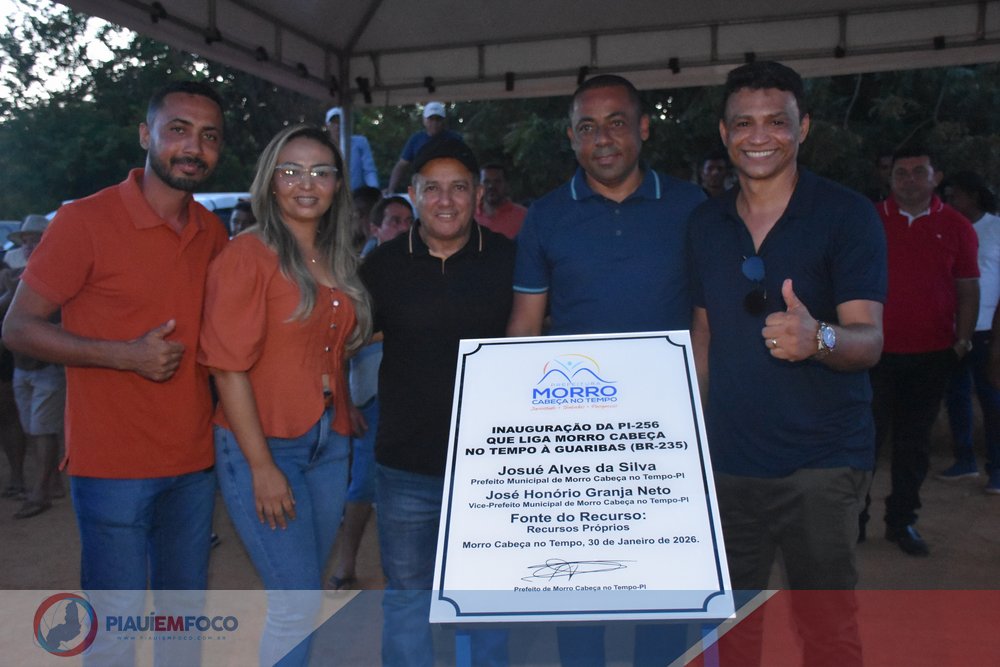 PREFEITURA
MORRO
CABEÇA NO TEMPO
INAUGURAÇÃO DA PI-256
QUE LIGA MORRO CABEÇA
NO TEMPO À GUARIBAS (BR-235)
Josué Alves da Silva
Prefeito Municipal de Morro Cabeça no Tempo-PI
José Honório Granja Neto
Vice-Prefeito Municipal de Morro Cabeça no Tempo-PI
Fonte do Recurso:
Recursos Próprios
Morro Cabeça no Tempo, 30 de Janeiro de 2026.
Prefeito de Morro Cabeça no Tempo-PI
PIAUÍEMFOCO
WWW.PIAUIEMFOCO.COM.BR